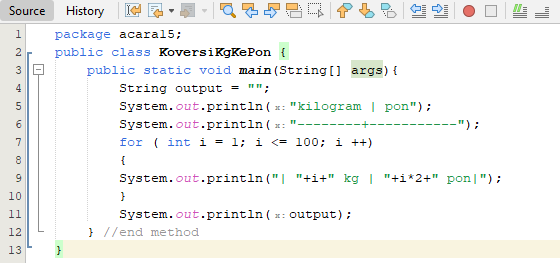 Source History
1 package acara15;
2 public class KoversiKgKePon {
3 public static void main(String[] args){
4 String output = "";
5 System.out.println( x: "kilogram | pon");
6 System.out.println( x: "--------+-----------");
7 for ( int i = 1; i <= 100; i ++)
8 {
9 System.out.println("| "+i+" kg | "+i*2+" pon|");
10 }
11 System.out.println( x: output);
12 } //end method
13 }